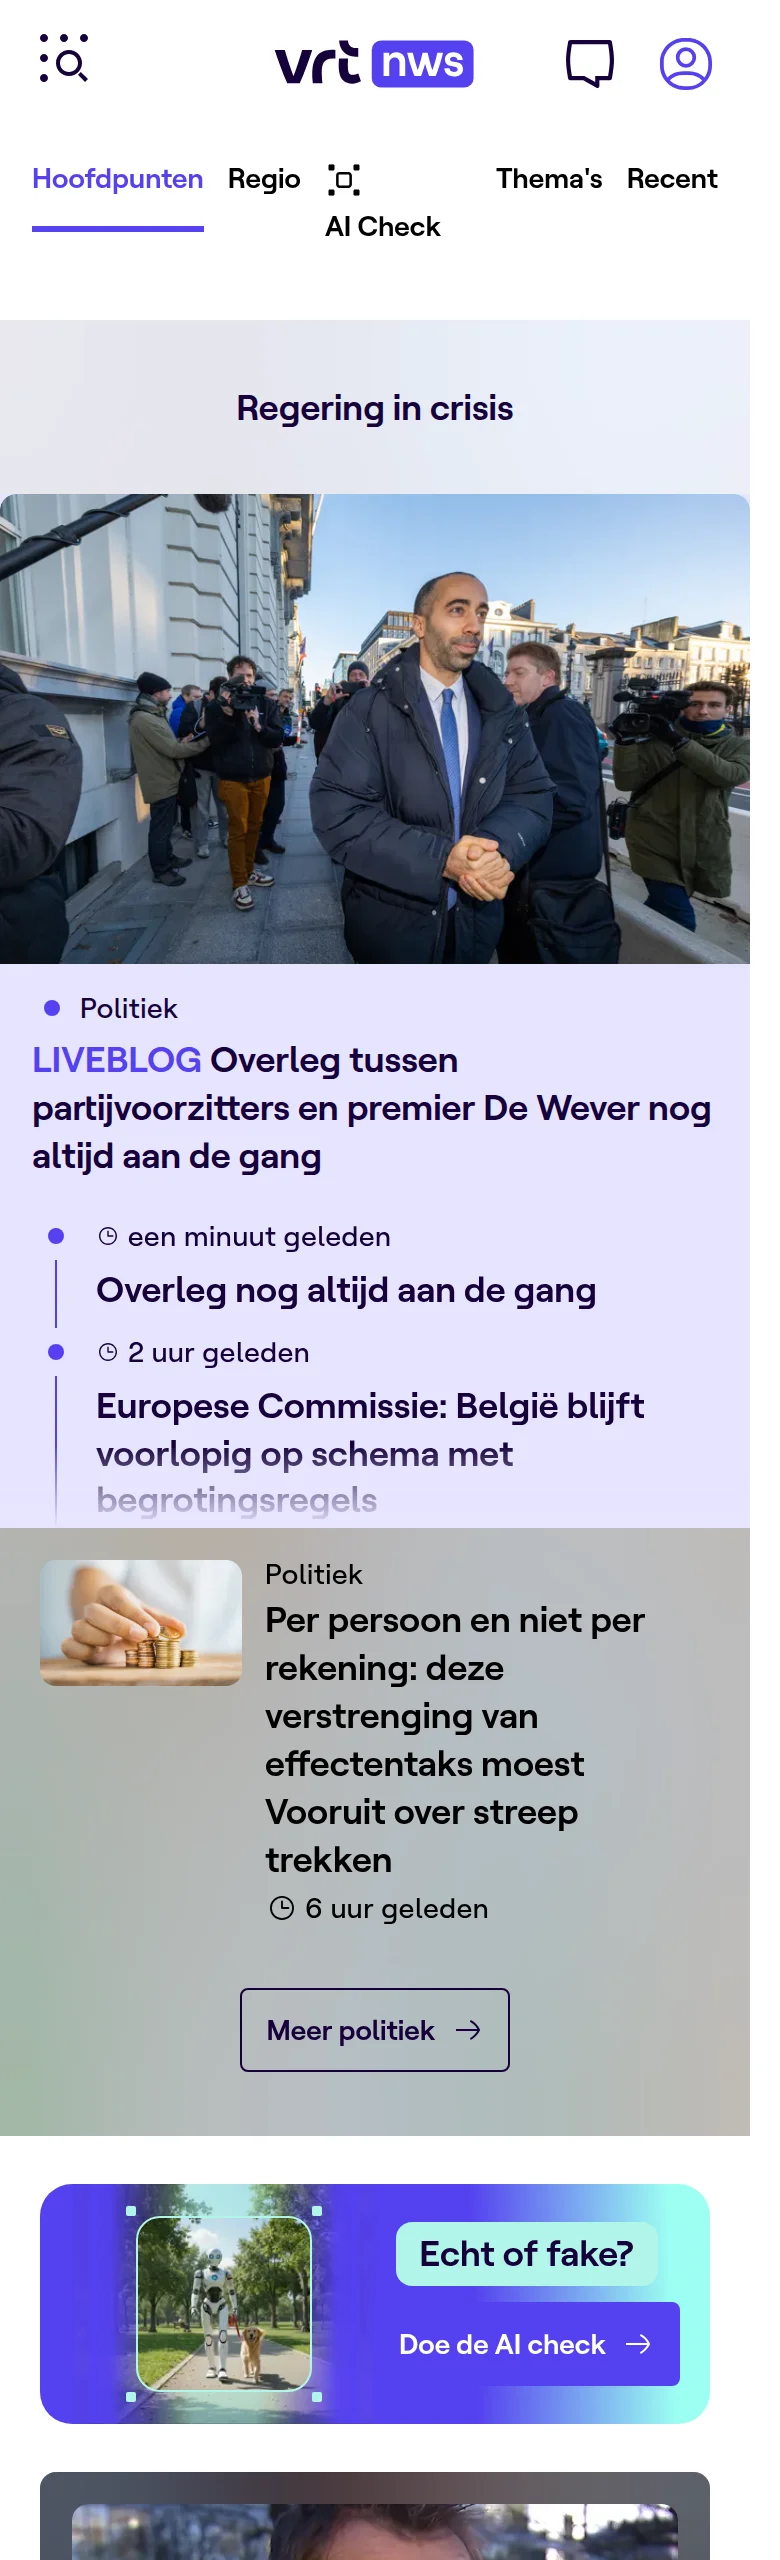 vrt nws
Hoofdpunten Regio AI Check Thema's Recent
Regering in crisis
Politiek
LIVEBLOG Overleg tussen
partijvoorzitters en premier De Wever nog
altijd aan de gang
een minuut geleden
Overleg nog altijd aan de gang
2 uur geleden
Europese Commissie: België blijft
voorlopig op schema met
begrotingsregels
Politiek
Per persoon en niet per
rekening: deze
verstrenging van
effectentaks moest
Vooruit over streep
trekken
6 uur geleden
Meer politiek
Echt of fake?
Doe de AI check